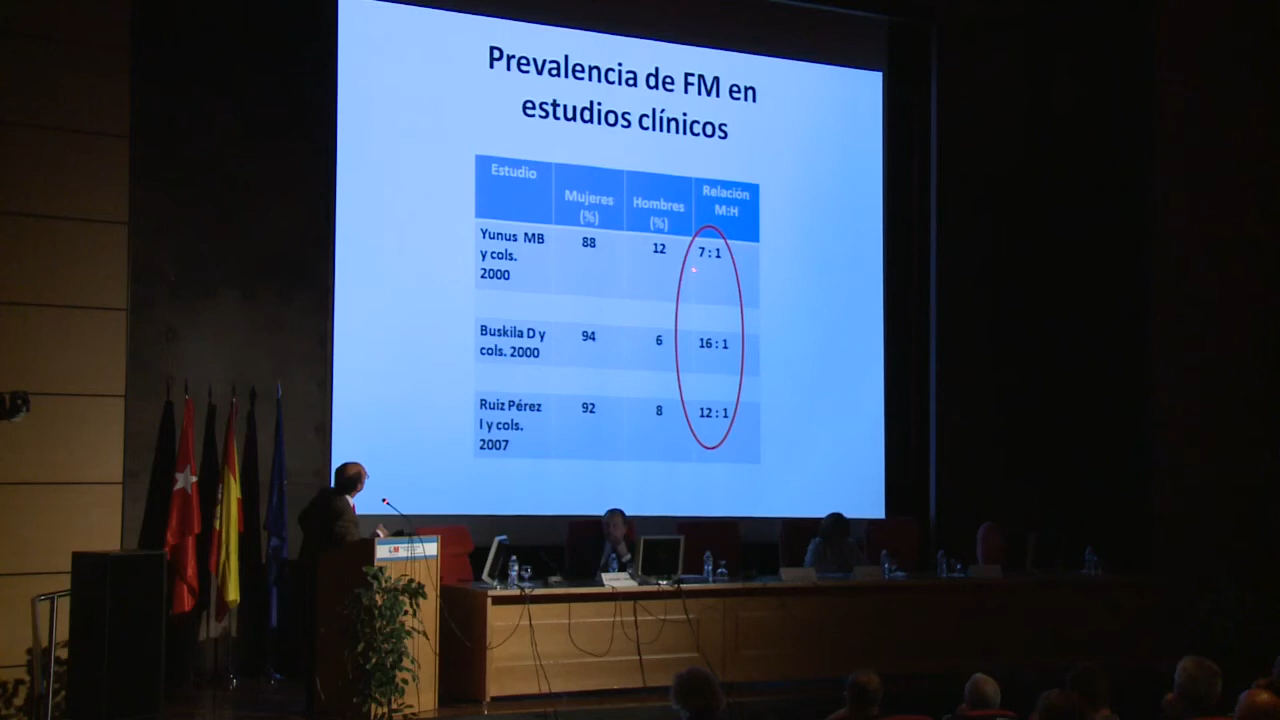 Prevalencia de FM en
estudios clínicos
Estudio
Mujeres
(%)
Hombres
(%)
Relación
M:H
Yunus MB
y cols.
2000
88
12
7 : 1
Buskila D y
cols. 2000
94
6
16 : 1
Ruiz Pérez
I y cols.
2007
92
8
12 : 1